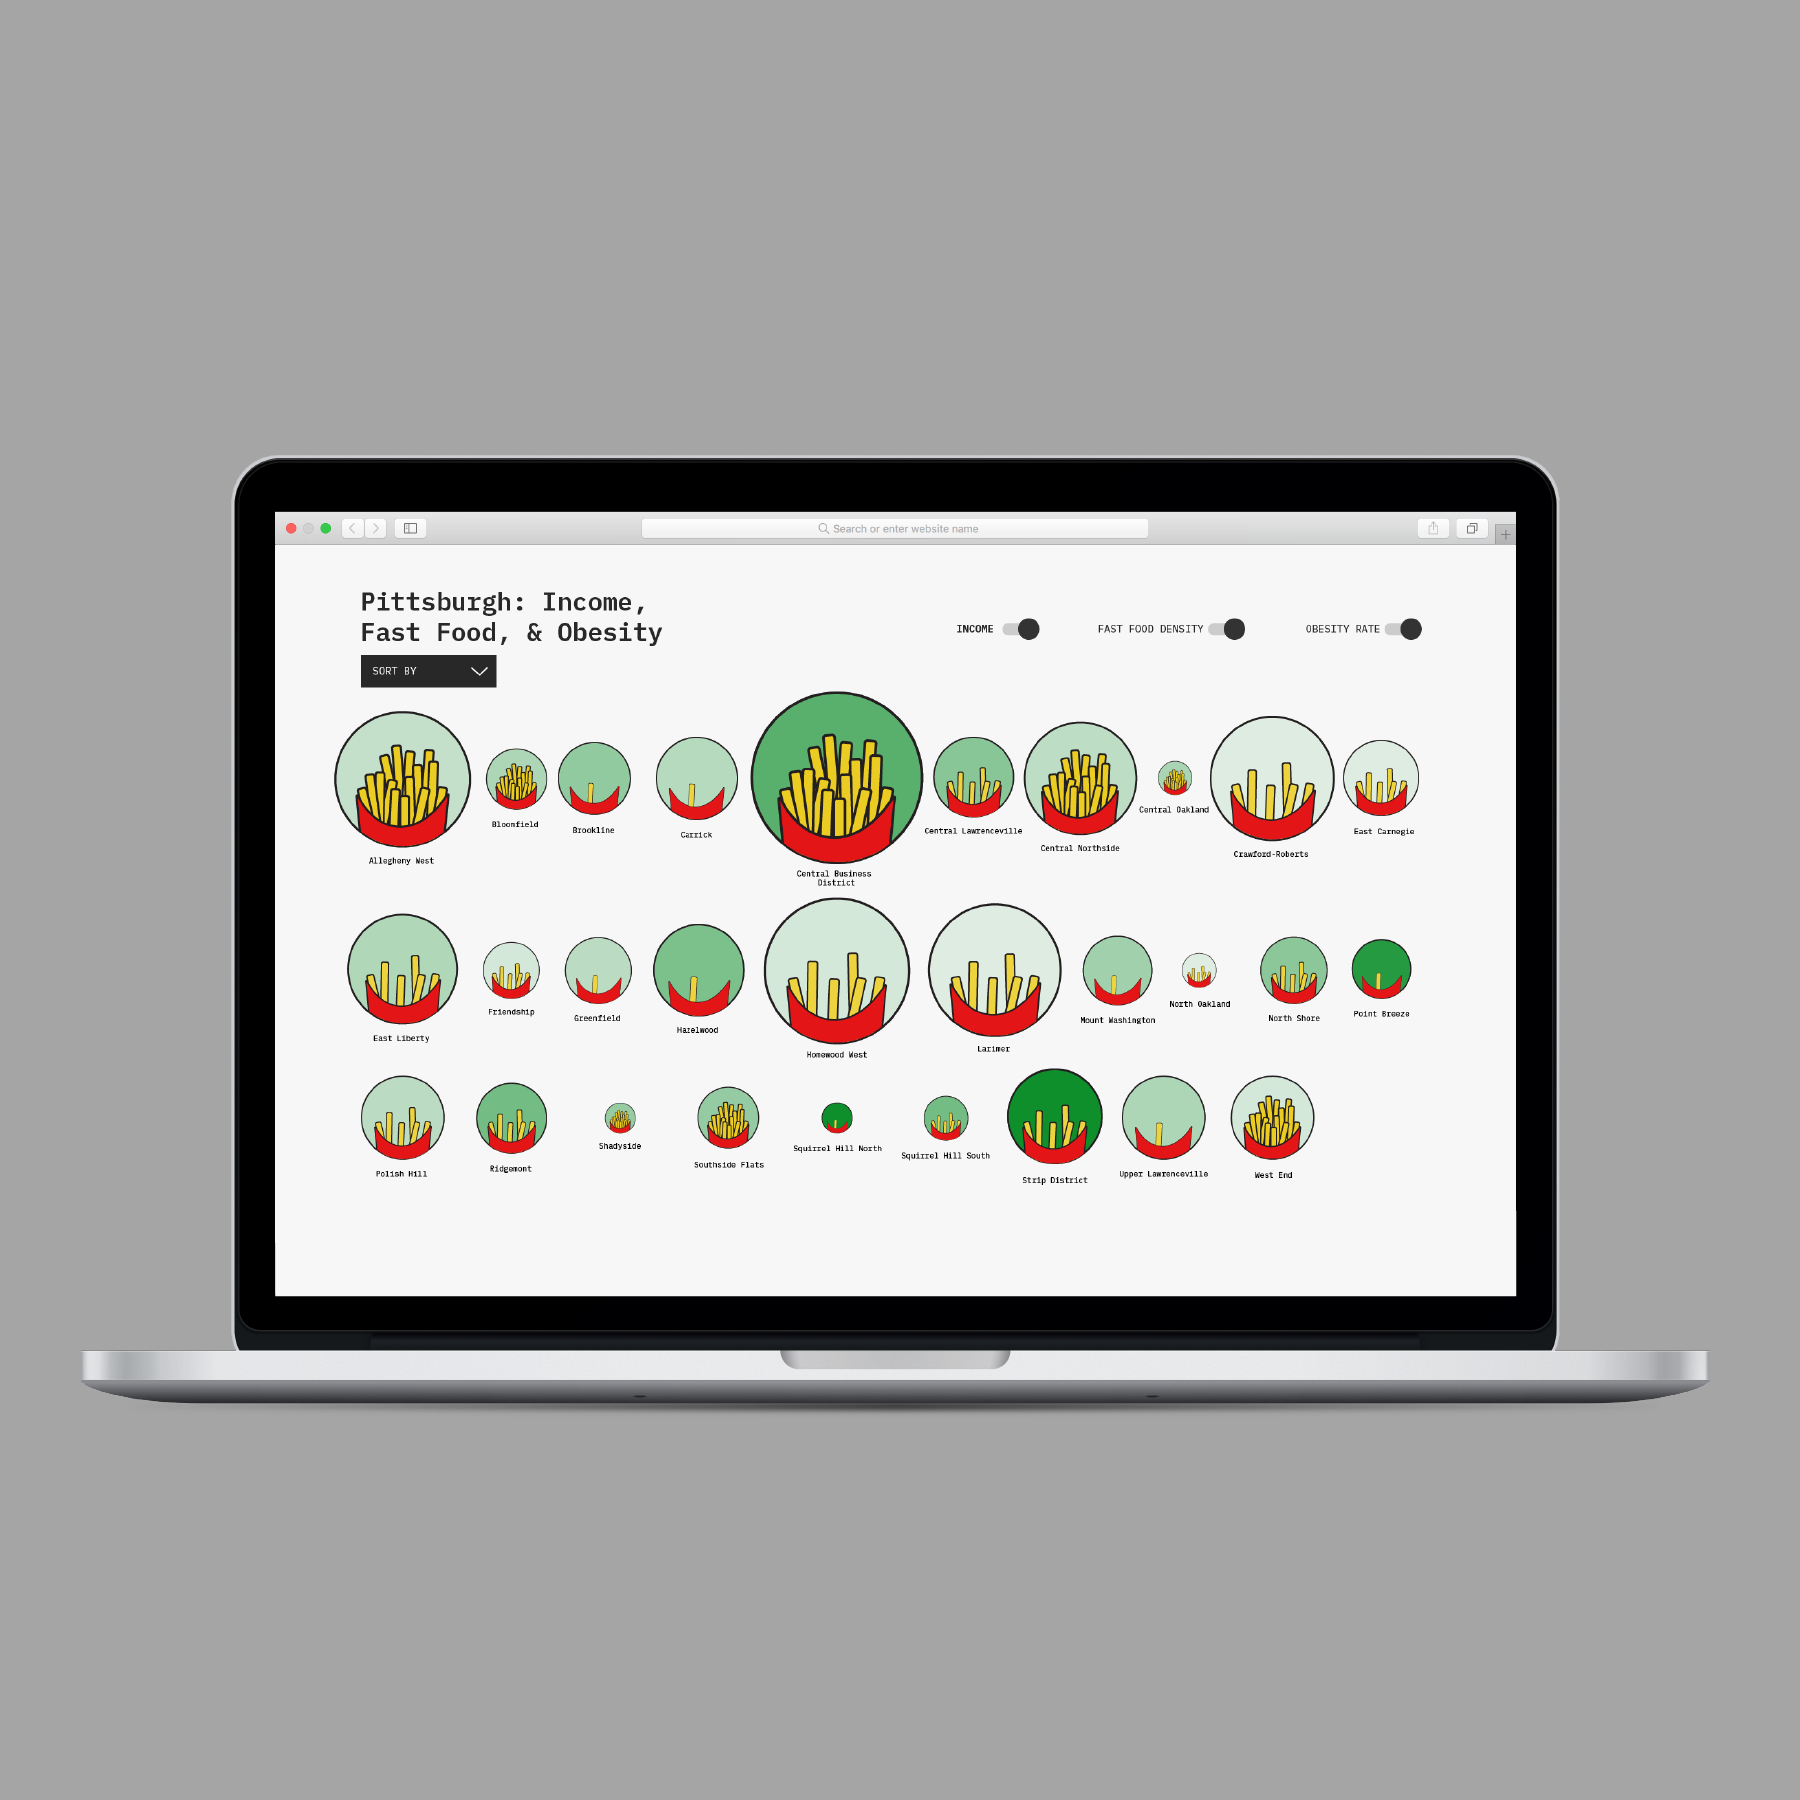 Search or enter website name
Pittsburgh: Income,
Fast Food, & Obesity
INCOME
FAST FOOD DENSITY
OBESITY RATE
SORT BY
Allegheny West
Bloomfield
Brookline
Carrick
Central Business
District
Central Lawrenceville
Central Northside
Central Oakland
Crawford-Roberts
East Carnegie
East Liberty
Friendship
Greenfield
Hazelwood
Homewood West
Larimer
Mount Washington
North Oakland
North Shore
Point Breeze
Polish Hill
Ridgemont
Shadyside
Southside Flats
Squirrel Hill North
Squirrel Hill South
Strip District
Upper Lawrenceville
West End